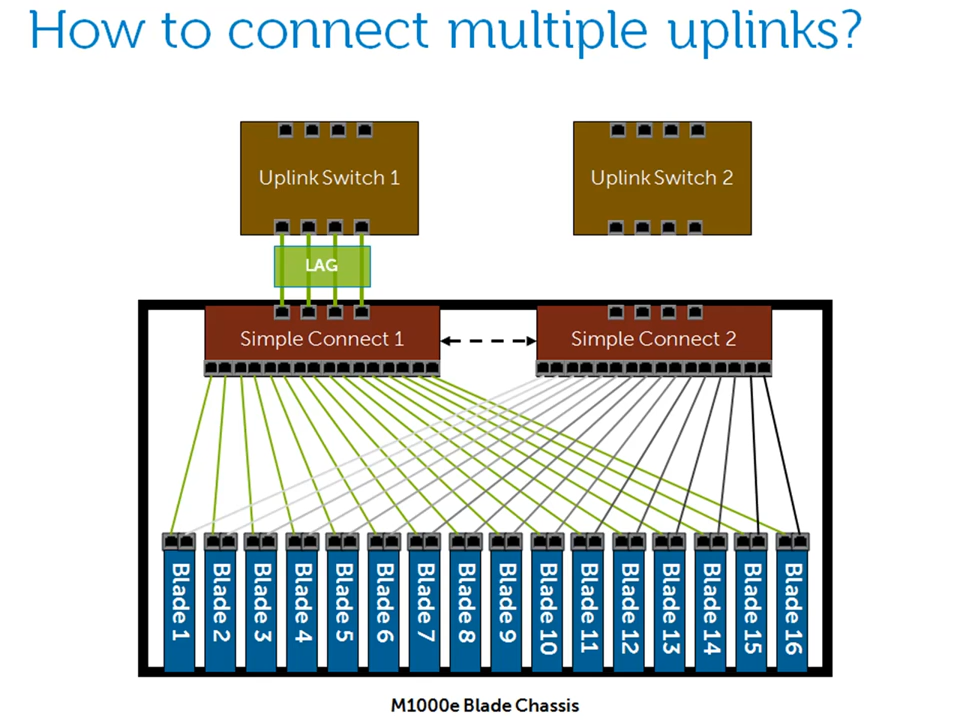 How to connect multiple uplinks?
Uplink Switch 1
Uplink Switch 2
LAG
Simple Connect 1
Simple Connect 2
Blade 1
Blade 2
Blade 3
Blade 4
Blade 5
Blade 6
Blade 7
Blade 8
Blade 9
Blade 10
Blade 11
Blade 12
Blade 13
Blade 14
Blade 15
Blade 16
M1000e Blade Chassis